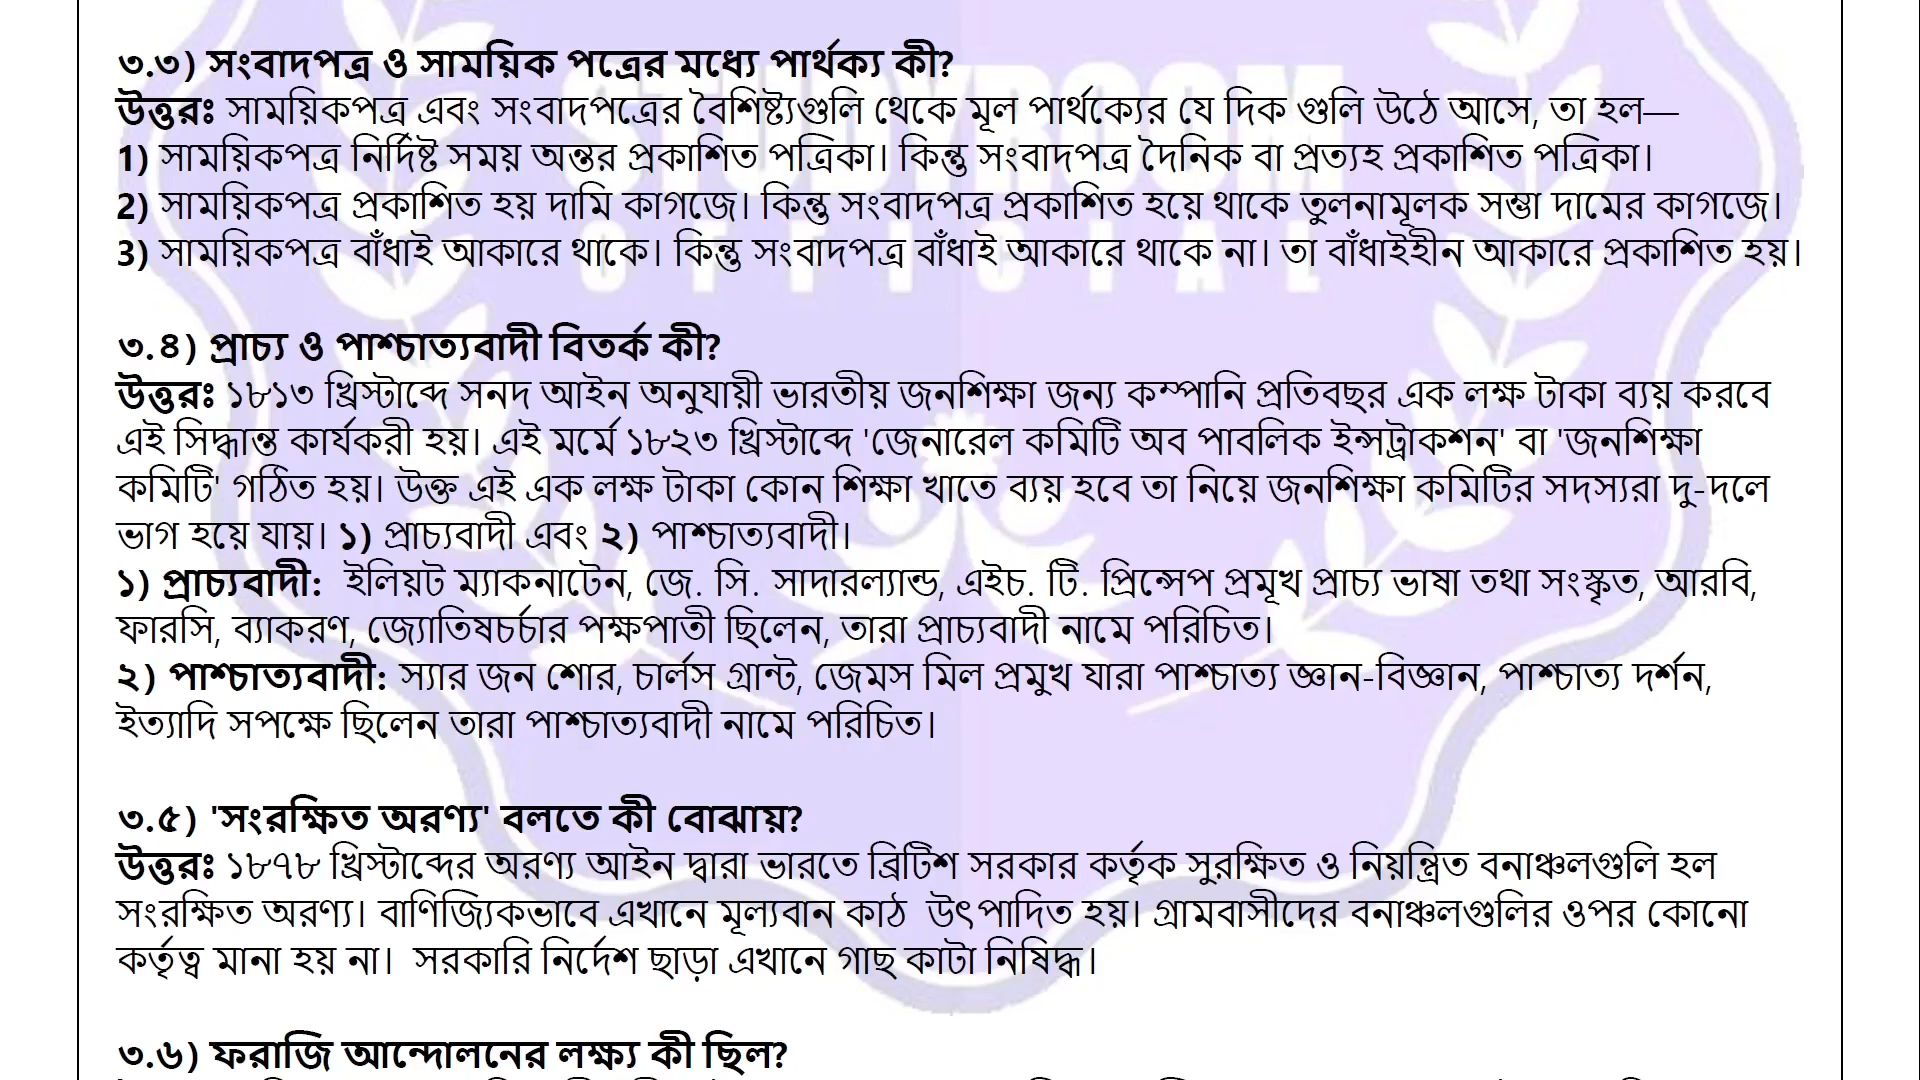 STUDYROOM
OFFICIAL
৩.৩) সংবাদপত্র ও সাময়িক পত্রের মধ্যে পার্থক্য কী?
উত্তরঃ সাময়িকপত্র এবং সংবাদপত্রের বৈশিষ্ট্যগুলি থেকে মূল পার্থক্যের যে দিক গুলি উঠে আসে, তা হল—
1) সাময়িকপত্র নির্দিষ্ট সময় অন্তর প্রকাশিত পত্রিকা। কিন্তু সংবাদপত্র দৈনিক বা প্রত্যহ প্রকাশিত পত্রিকা।
2) সাময়িকপত্র প্রকাশিত হয় দামি কাগজে। কিন্তু সংবাদপত্র প্রকাশিত হয়ে থাকে তুলনামূলক সম্ভা দামের কাগজে।
3) সাময়িকপত্র বাঁধাই আকারে থাকে। কিন্তু সংবাদপত্র বাঁধাই আকারে থাকে না। তা বাঁধাইহীন আকারে প্রকাশিত হয়।
৩.৪) প্রাচ্য ও পাশ্চাত্যবাদী বিতর্ক কী?
উত্তরঃ ১৮১৩ খ্রিস্টাব্দে সনদ আইন অনুযায়ী ভারতীয় জনশিক্ষা জন্য কম্পানি প্রতিবছর এক লক্ষ টাকা ব্যয় করবে
এই সিদ্ধান্ত কার্যকরী হয়। এই মর্মে ১৮২৩ খ্রিস্টাব্দে 'জেনারেল কমিটি অব পাবলিক ইন্সট্রাকশন' বা 'জনশিক্ষা
কমিটি' গঠিত হয়। উক্ত এই এক লক্ষ টাকা কোন শিক্ষা খাতে ব্যয় হবে তা নিয়ে জনশিক্ষা কমিটির সদস্যরা দু-দলে
ভাগ হয়ে যায়। ১) প্রাচ্যবাদী এবং ২) পাশ্চাত্যবাদী।
১) প্রাচ্যবাদী: ইলিয়ট ম্যাকনাটেন, জে. সি. সাদারল্যান্ড, এইচ. টি. প্রিন্সেপ প্রমূখ প্রাচ্য ভাষা তথা সংস্কৃত, আরবি,
ফারসি, ব্যাকরণ, জ্যোতিষচর্চার পক্ষপাতী ছিলেন, তারা প্রাচ্যবাদী নামে পরিচিত।
২) পাশ্চাত্যবাদী: স্যার জন শোর, চার্লস গ্রান্ট, জেমস মিল প্রমুখ যারা পাশ্চাত্য জ্ঞান-বিজ্ঞান, পাশ্চাত্য দর্শন,
ইত্যাদি সপক্ষে ছিলেন তারা পাশ্চাত্যবাদী নামে পরিচিত।
৩.৫) 'সংরক্ষিত অরণ্য' বলতে কী বোঝায়?
উত্তরঃ ১৮৭৮ খ্রিস্টাব্দের অরণ্য আইন দ্বারা ভারতে ব্রিটিশ সরকার কর্তৃক সুরক্ষিত ও নিয়ন্ত্রিত বনাঞ্চলগুলি হল
সংরক্ষিত অরণ্য। বাণিজ্যিকভাবে এখানে মূল্যবান কাঠ উৎপাদিত হয়। গ্রামবাসীদের বনাঞ্চলগুলির ওপর কোনো
কর্তৃত্ব মানা হয় না। সরকারি নির্দেশ ছাড়া এখানে গাছ কাটা নিষিদ্ধ।
৩.৬) ফরাজি আন্দোলনের লক্ষ্য কী ছিল?